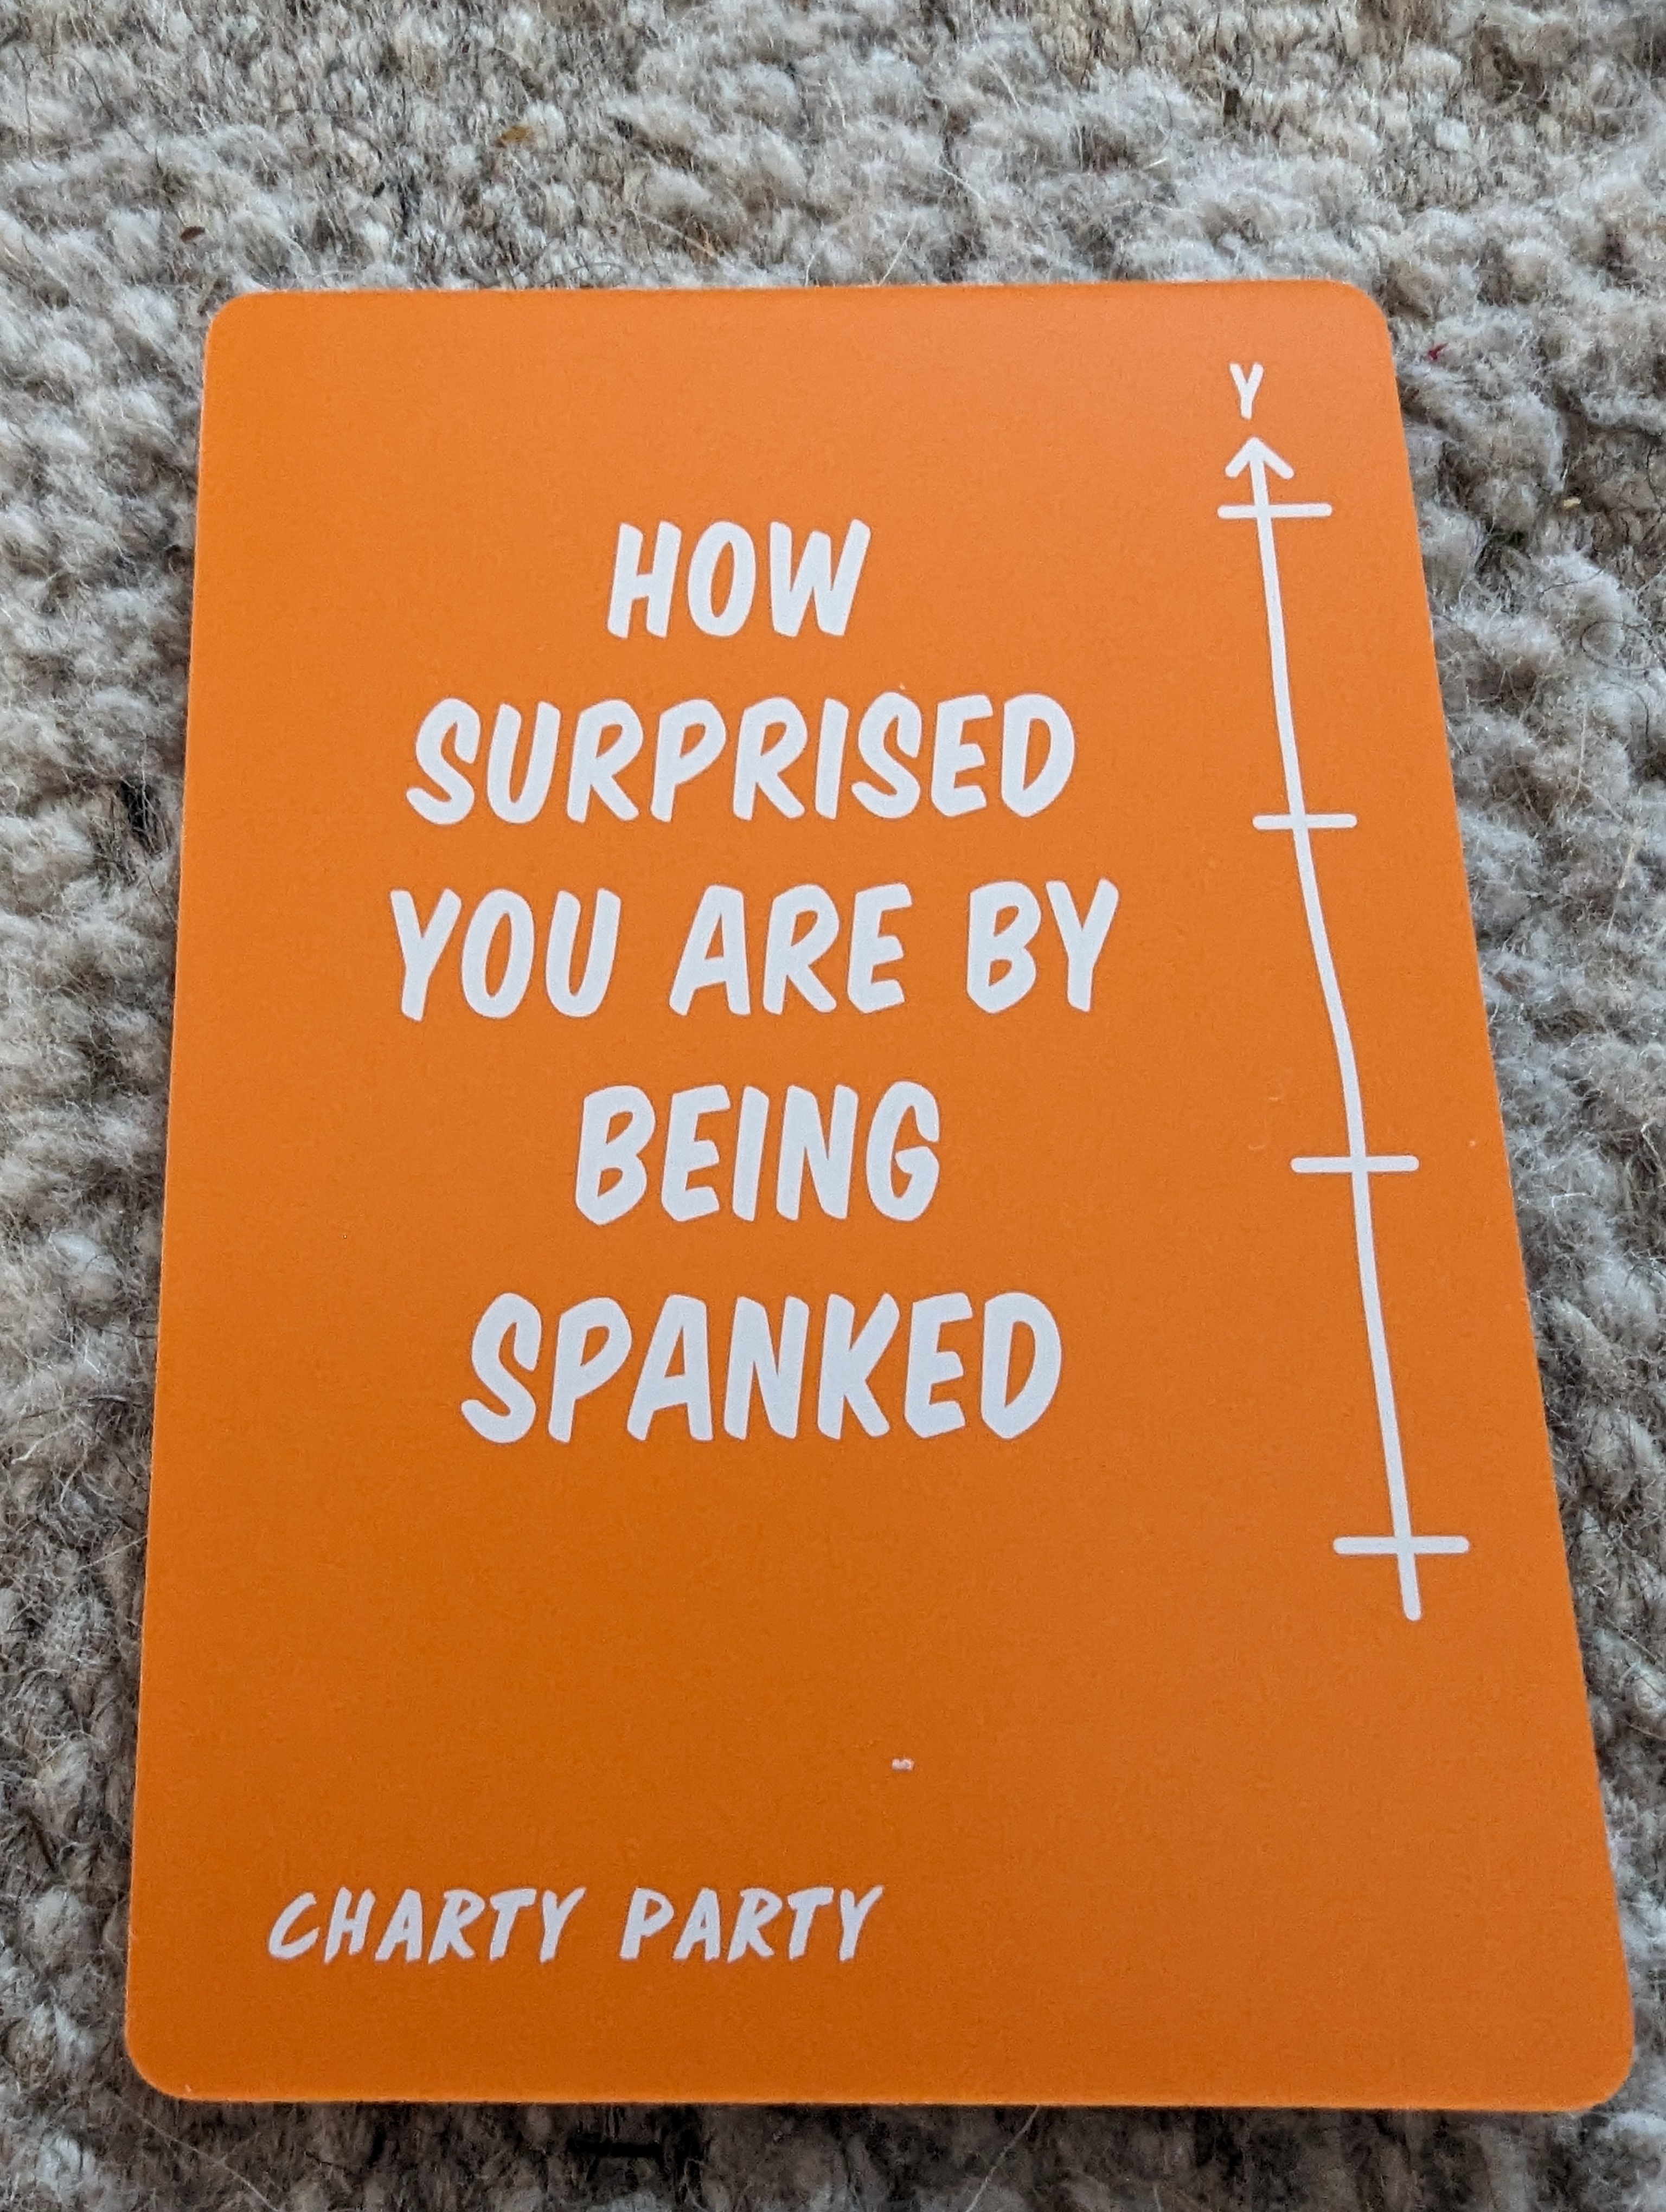 Y
HOW
SURPRISED
YOU ARE BY
BEING
SPANKED
CHARTY PARTY